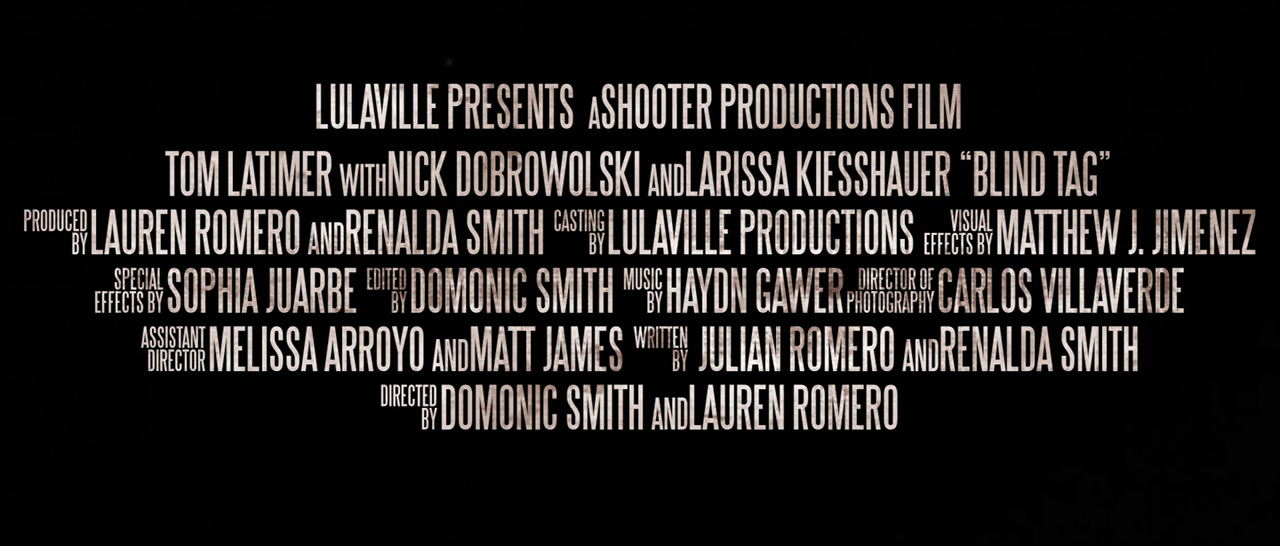 LULAVILLE PRESENTS A SHOOTER PRODUCTIONS FILM
TOM LATIMER WITH NICK DOBROWOLSKI AND LARISSA KIESSHAUER “BLIND TAG”
PRODUCED BY LAUREN ROMERO AND RENALDA SMITH CASTING BY LULAVILLE PRODUCTIONS VISUAL EFFECTS BY MATTHEW J. JIMENEZ
SPECIAL EFFECTS BY SOPHIA JUARBE EDITED BY DOMONIC SMITH MUSIC BY HAYDN GAWER DIRECTOR OF PHOTOGRAPHY CARLOS VILLAVERDE
ASSISTANT DIRECTOR MELISSA ARROYO AND MATT JAMES WRITTEN BY JULIAN ROMERO AND RENALDA SMITH
DIRECTED BY DOMONIC SMITH AND LAUREN ROMERO